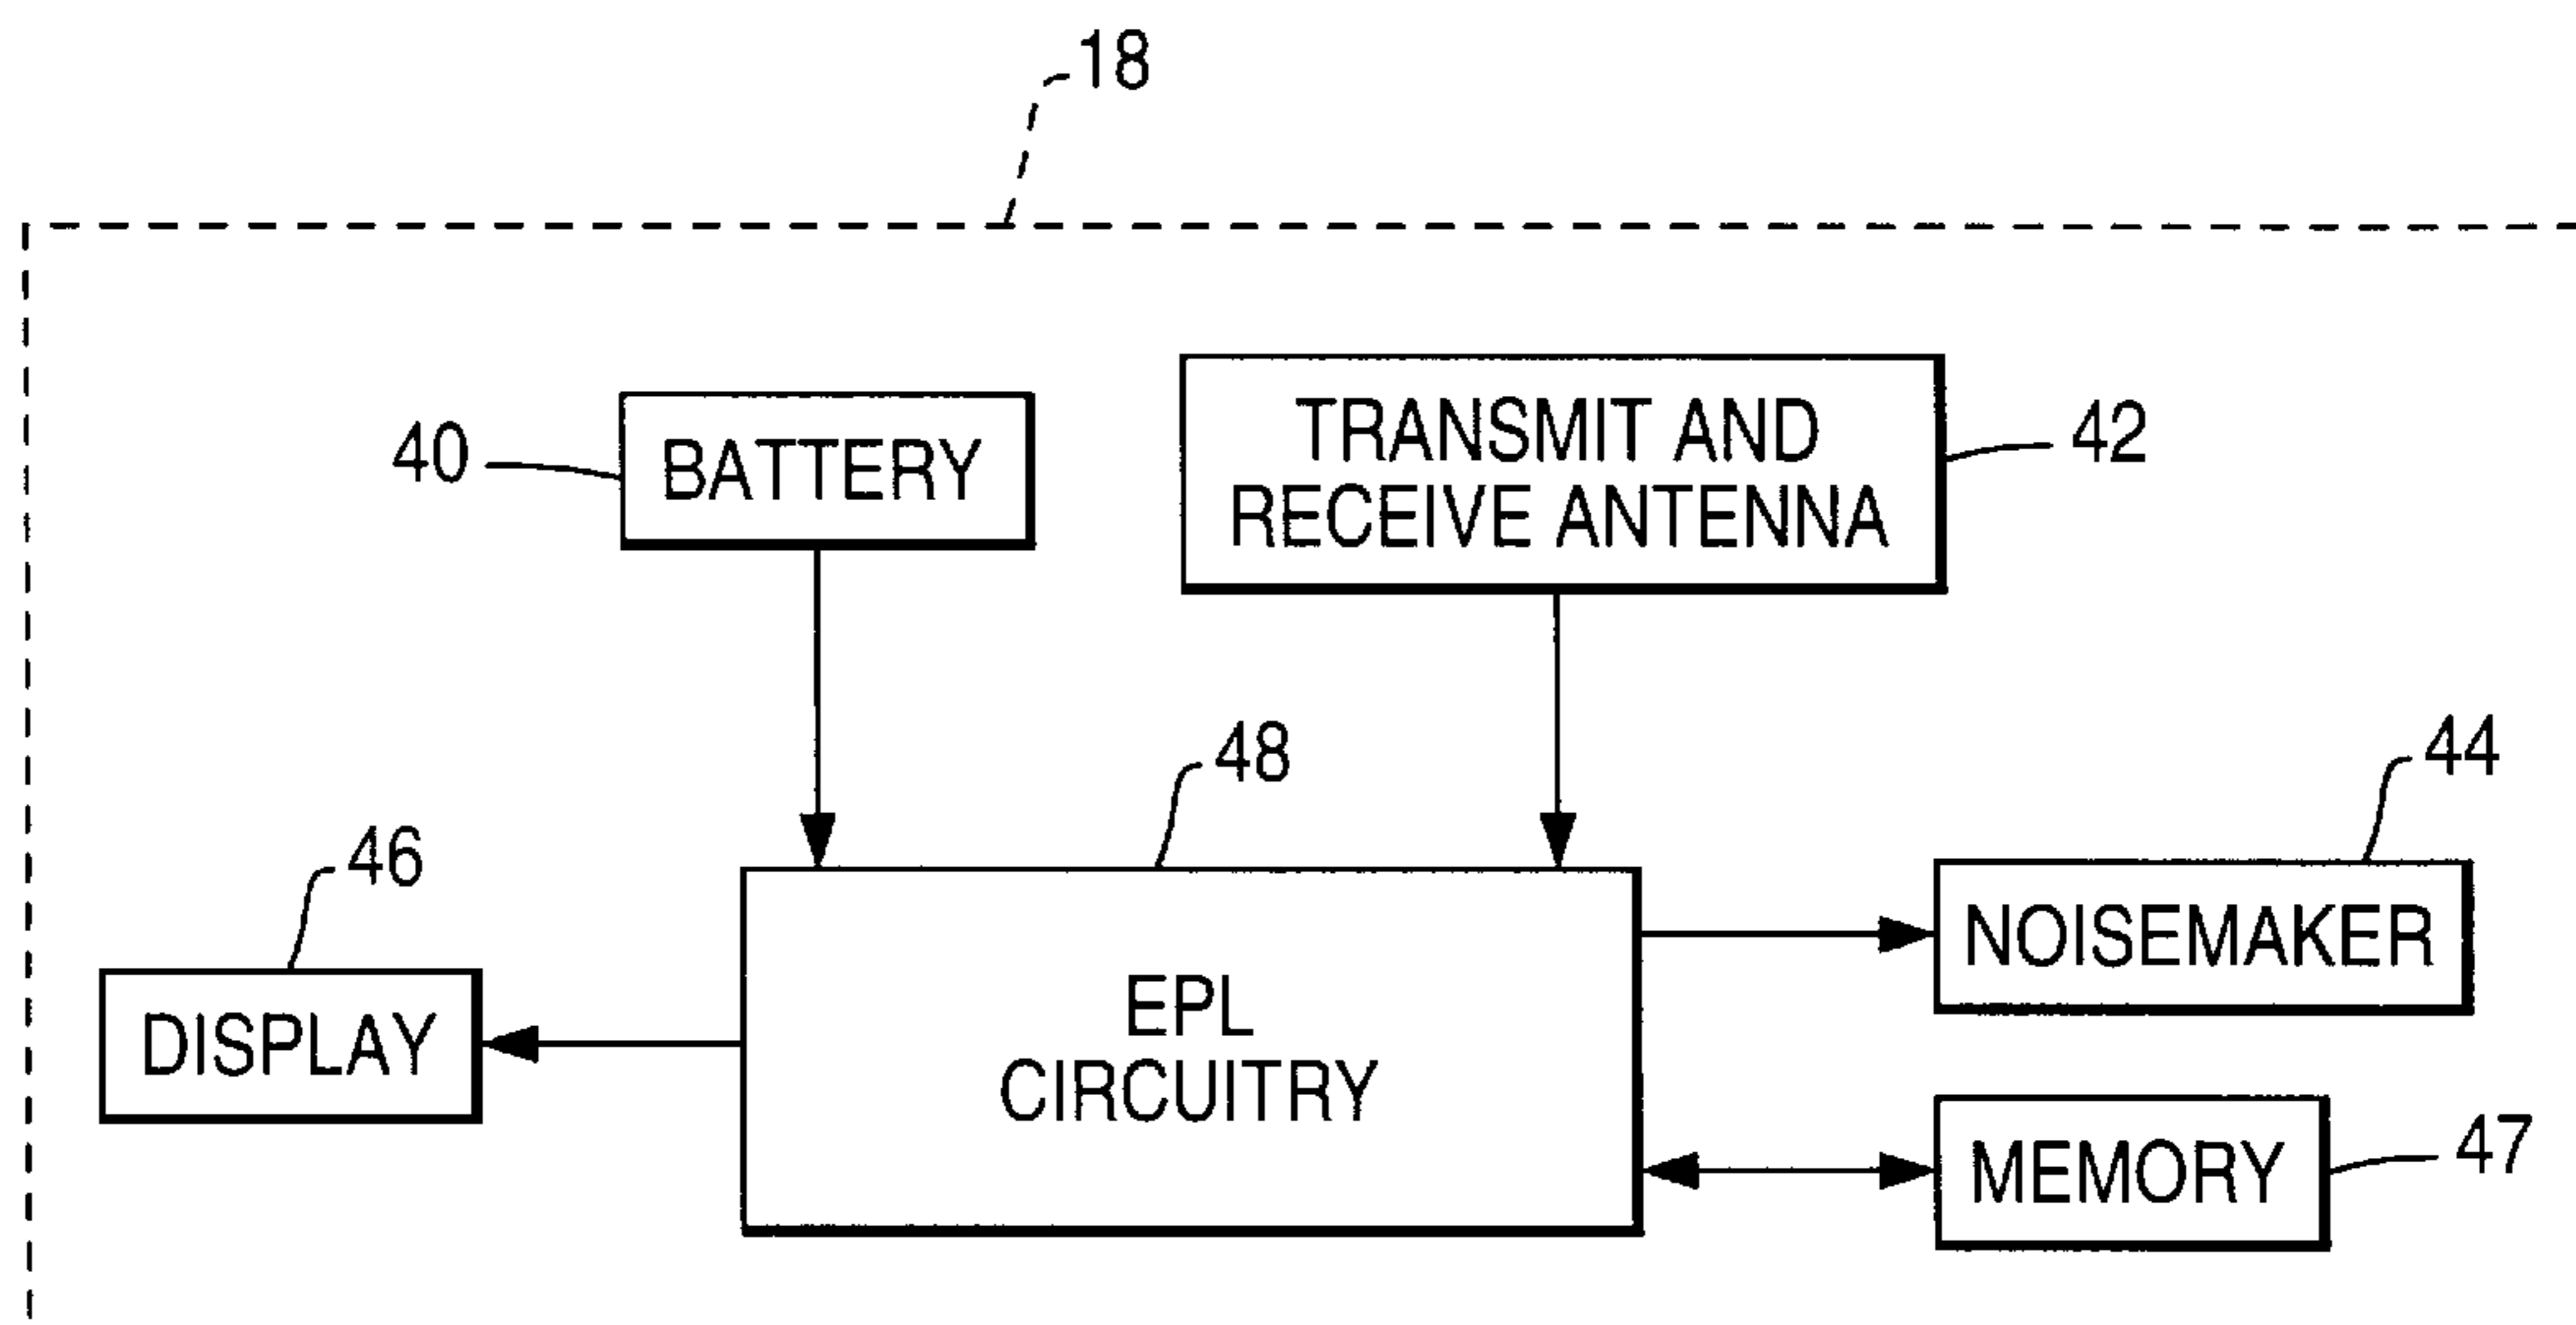 18
40
BATTERY
TRANSMIT AND
RECEIVE ANTENNA
42
48
44
46
NOISEMAKER
DISPLAY
EPL
CIRCUITRY
MEMORY
47